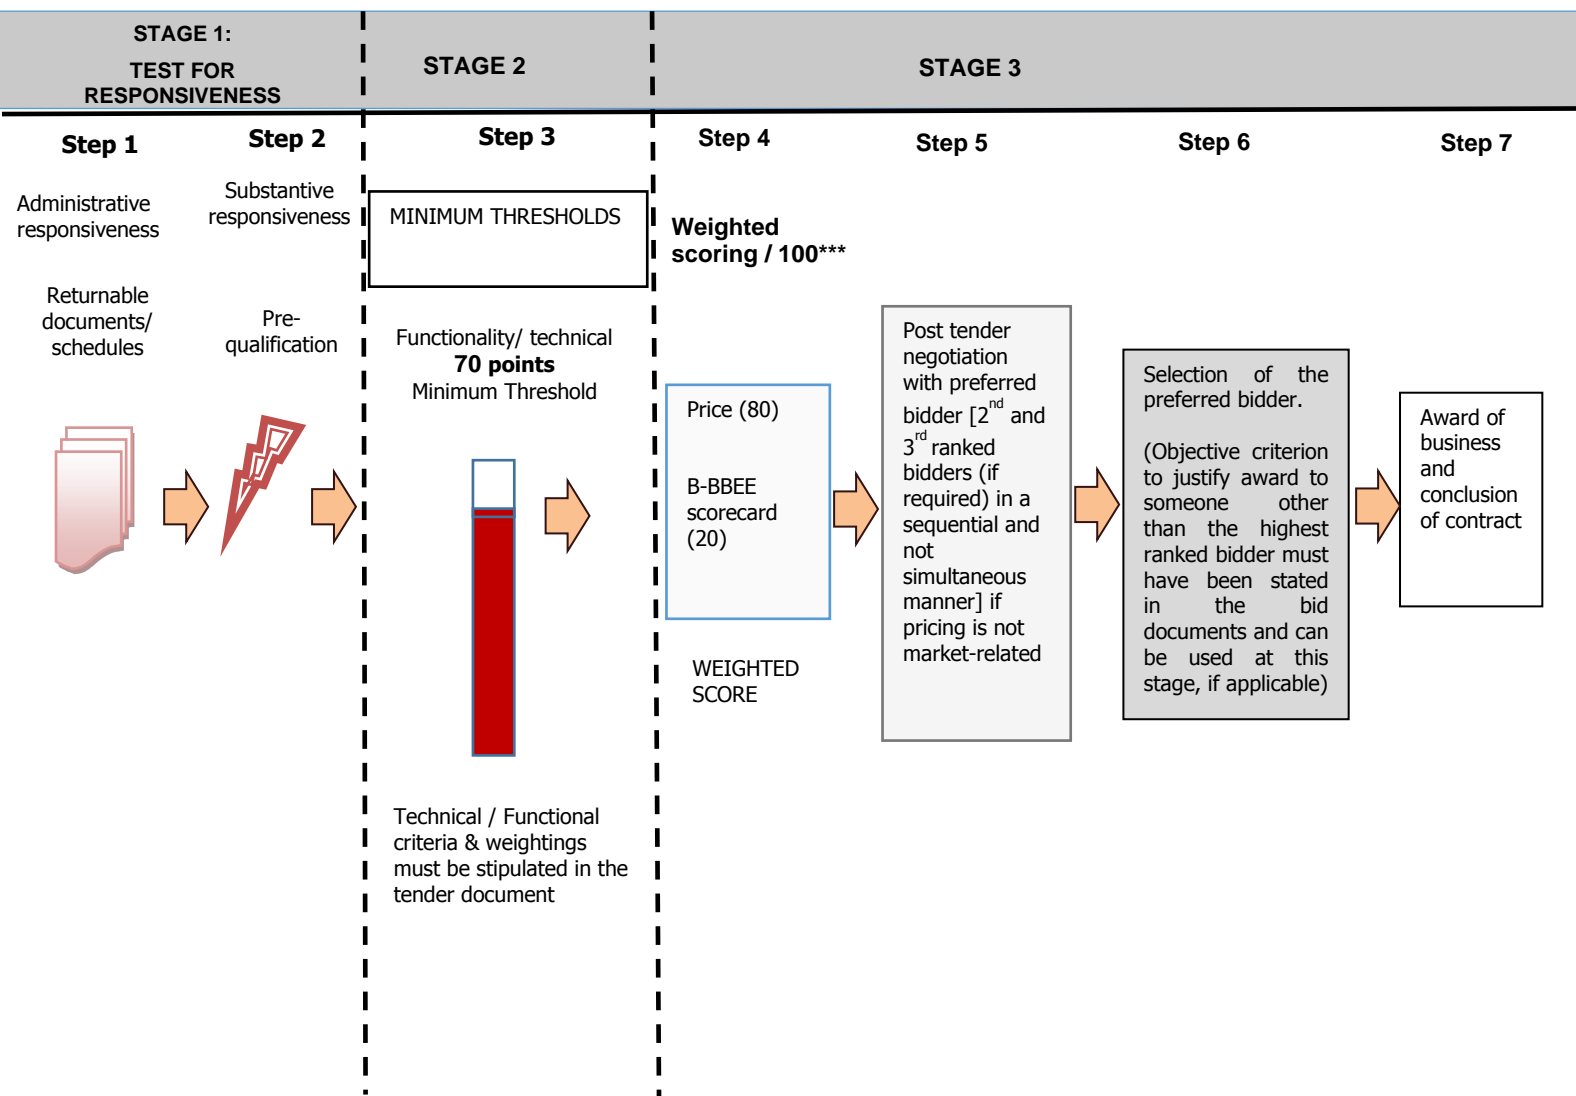 STAGE 1:
TEST FOR
RESPONSIVENESS
STAGE 2
STAGE 3
Step 1
Step 2
Step 3
Step 4
Step 5
Step 6
Step 7
Administrative
responsiveness
Returnable
documents/
schedules
Substantive
responsiveness
Pre-
qualification
MINIMUM THRESHOLDS
Functionality/ technical
70 points
Minimum Threshold
Technical / Functional
criteria & weightings
must be stipulated in the
tender document
Weighted
scoring / 100***
Price (80)
B-BBEE
scorecard
(20)
WEIGHTED
SCORE
Post tender
negotiation
with preferred
bidder [2nd and
3rd ranked
bidders (if
required) in a
sequential and
not
simultaneous
manner] if
pricing is not
market-related
Selection of the
preferred bidder.
(Objective criterion
to justify award to
someone other
than the highest
ranked bidder must
have been stated
in the bid
documents and can
be used at this
stage, if applicable)
Award of
business
and
conclusion
of contract